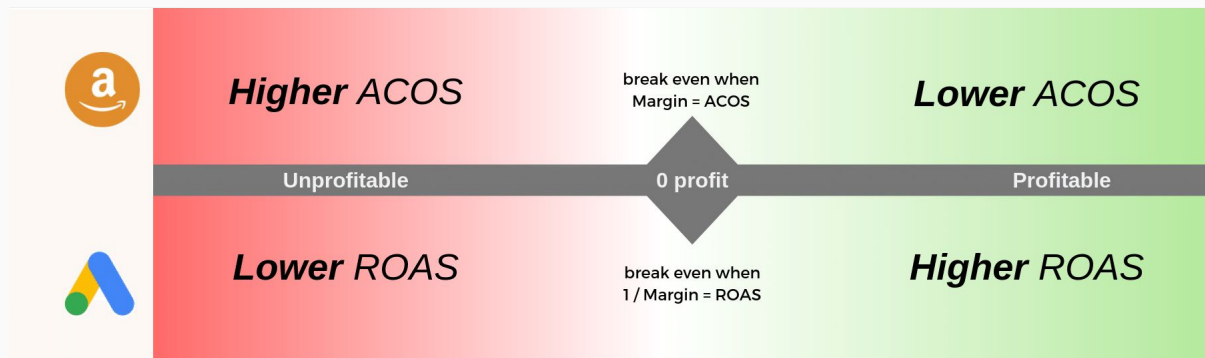 a
Higher ACOS
break even when
Margin = ACOS
Lower ACOS
Unprofitable
0 profit
Profitable
Lower ROAS
break even when
1 / Margin = ROAS
Higher ROAS